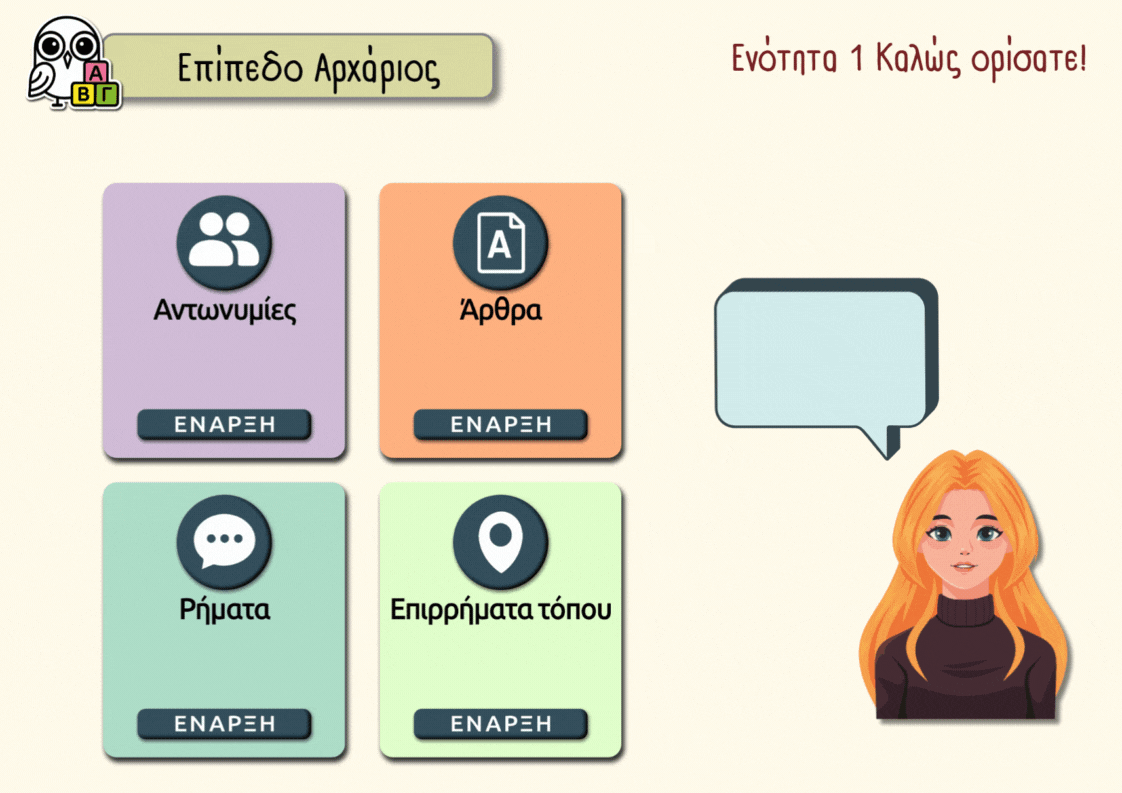 Επίπεδο Αρχάριος
Ενότητα 1 Καλώς ορίσατε!
Α
Β Γ
Αντωνυμίες
ΕΝΑΡΞΗ
A
Άρθρα
ΕΝΑΡΞΗ
Ρήματα
ΕΝΑΡΞΗ
Επιρρήματα τόπου
ΕΝΑΡΞΗ